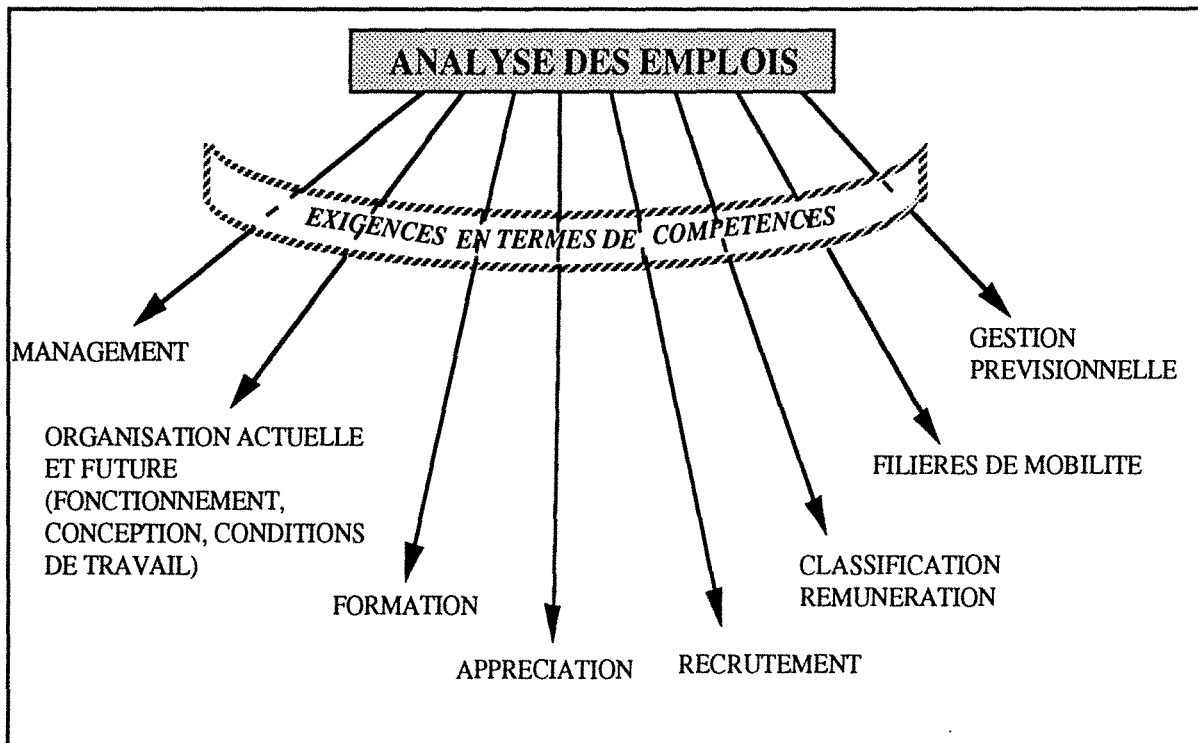 ANALYSE DES EMPLOIS
EXIGENCES EN TERMES DE COMPETENCES
MANAGEMENT
ORGANISATION ACTUELLE
ET FUTURE
(FONCTIONNEMENT,
CONCEPTION, CONDITIONS
DE TRAVAIL)
FORMATION
APPRECIATION
RECRUTEMENT
CLASSIFICATION
REMUNERATION
FILIERES DE MOBILITE
GESTION
PREVISIONNELLE